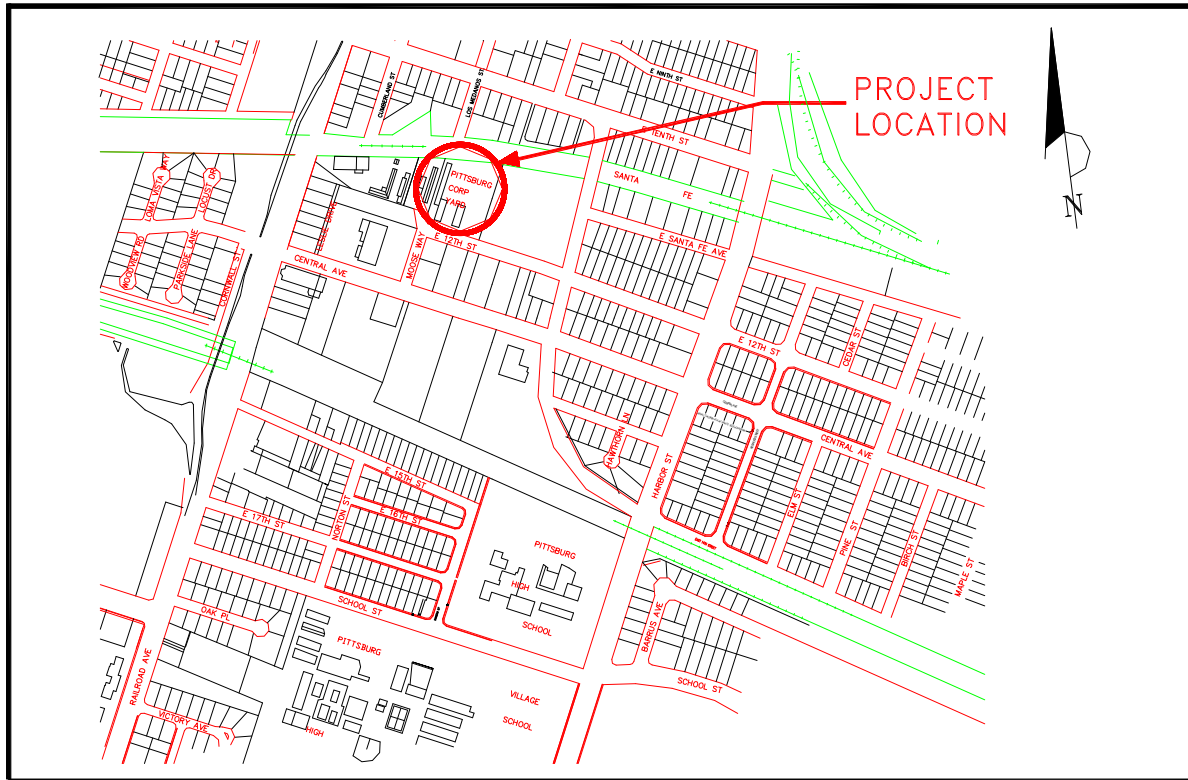 E NINTH ST
CUMBERLAND ST
LOS MEDANOS ST
PROJECT
LOCATION
E TENTH ST
SANTA
FE
PITTSBURG
CORP
YARD
LOMA VISTA WAY
LOCUST DR
WOODVIEW RD
PARKSIDE LANE
CORNWALL ST
LESLIE DRIVE
CENTRAL AVE
MOOSE WAY
E 12TH ST
E SANTA FE AVE
N
E 12TH ST
CEDAR ST
CENTRAL AVE
HAWTHORN LN
HARBOR ST
ELM ST
PINE ST
BIRCH ST
MAPLE ST
E 15TH ST
E 16TH ST
E 17TH ST
NORTON ST
PITTSBURG
HIGH
SCHOOL
SCHOOL ST
OAK PL
PITTSBURG
HIGH
VILLAGE
SCHOOL
BARRUS AVE
SCHOOL ST
RAILROAD AVE
VICTORY AVE